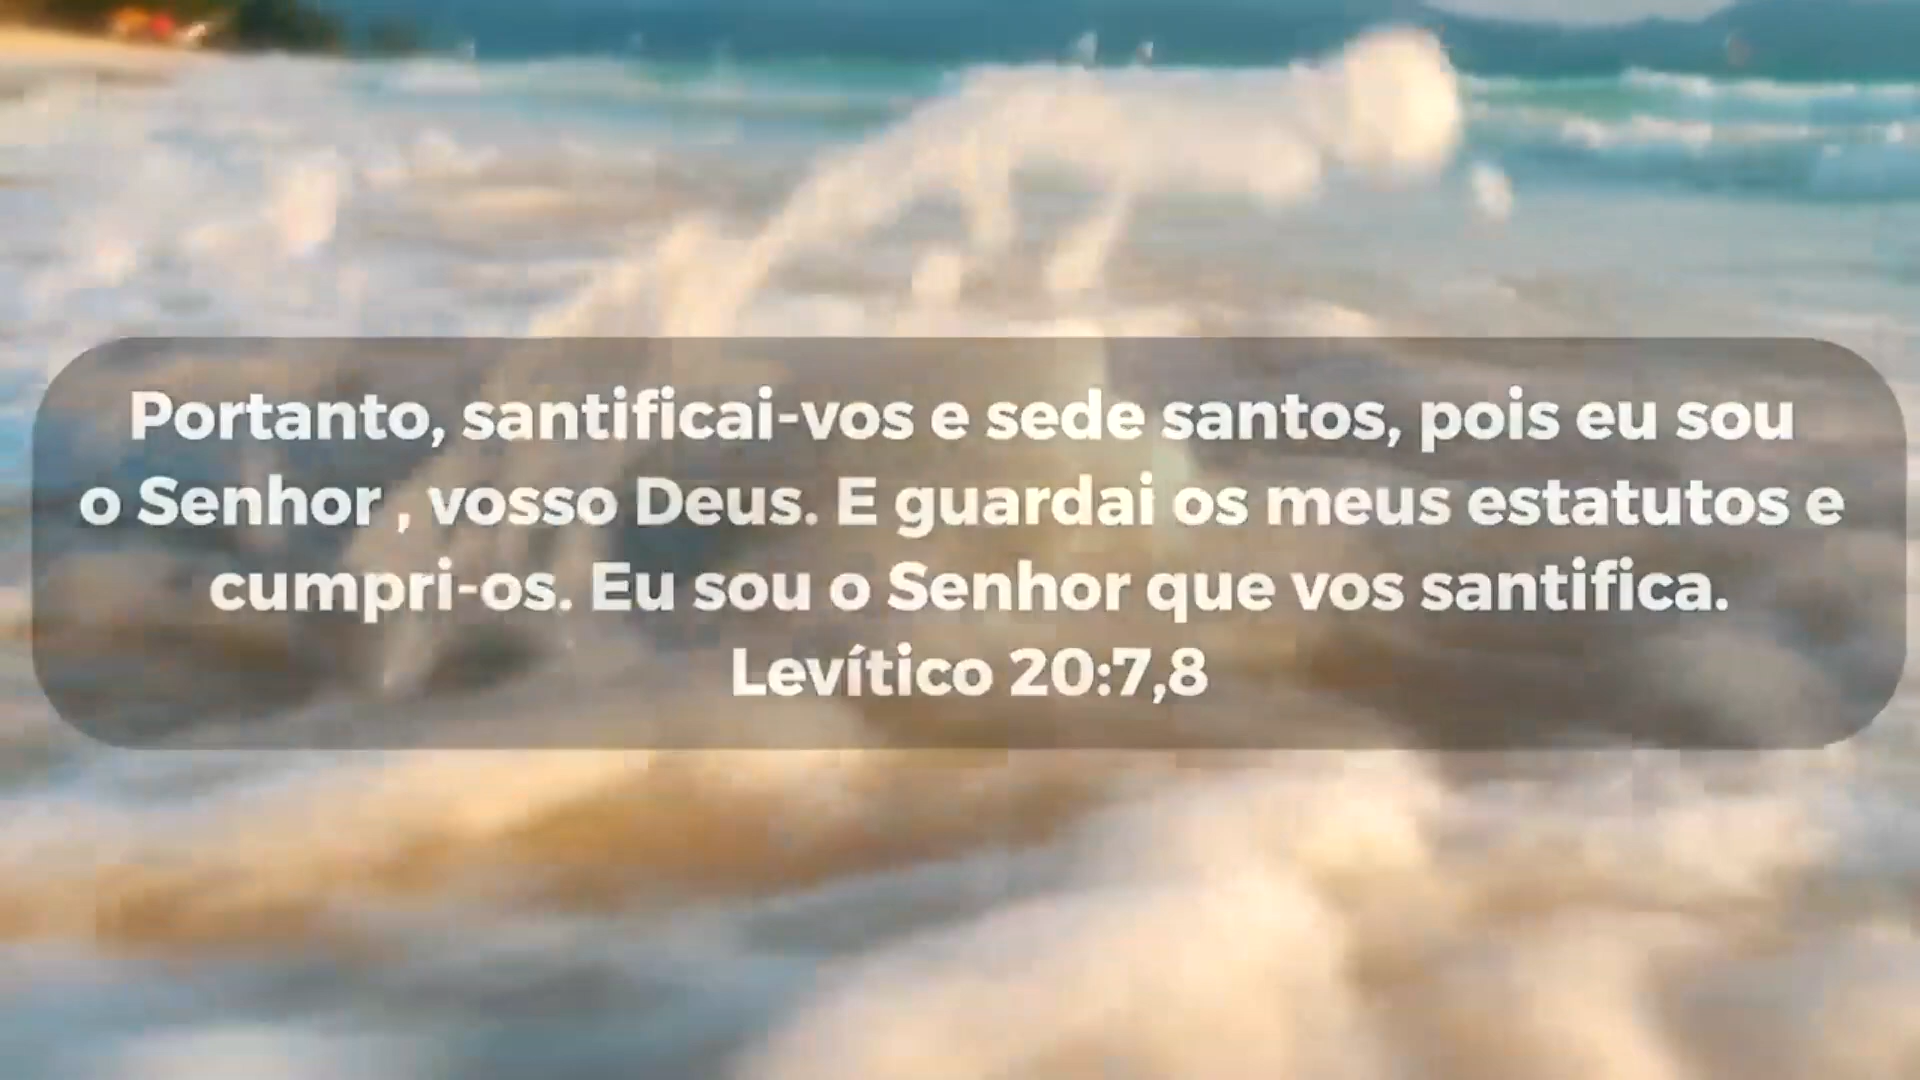 Portanto, santificai-vos e sede santos, pois eu sou
o Senhor , vosso Deus. E guardai os meus estatutos e
cumpri-os. Eu sou o Senhor que vos santifica.
Levítico 20:7,8